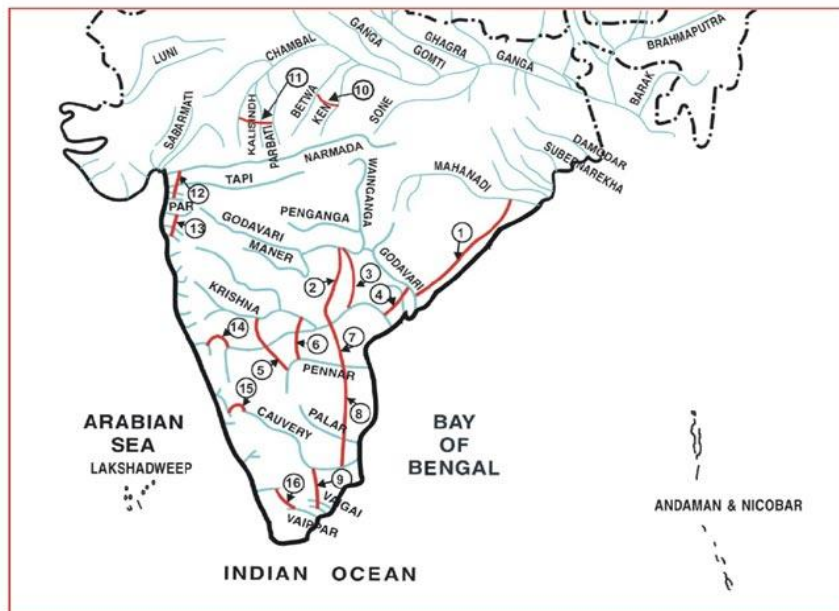 LUNI
CHAMBAL
GANGA
GHAGRA
GOMTI
GANGA
BRAHMAPUTRA
BARAK
SABARMATI
11
KALISINDH
PARBATI
BETWA
KEN
10
SONE
NARMADA
TAPI
12
PAR
13
WAINGANGA
MAHANADI
DAMODAR
SUBERNAREKHA
GODAVARI
PENGANGA
MANER
GODAVARI
1
2
3
4
KRISHNA
14
6
7
5
PENNAR
15
8
CAUVERY
PALAR
ARABIAN
SEA
LAKSHADWEEP
BAY
OF
BENGAL
16
9
VAIGAI
VAIPPAR
ANDAMAN & NICOBAR
INDIAN OCEAN